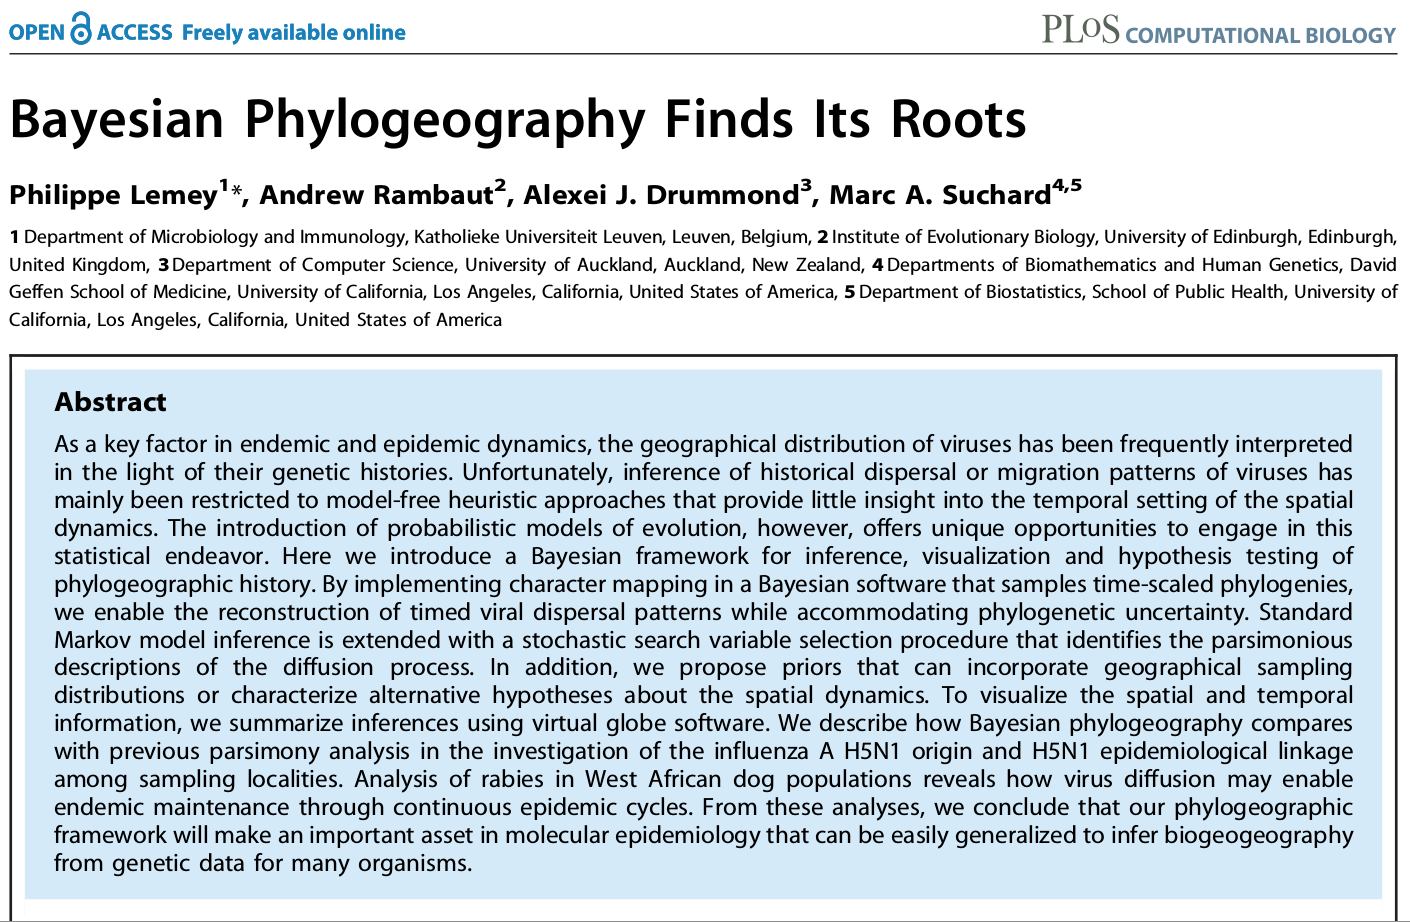 OPEN ACCESS Freely available online
PLoS COMPUTATIONAL BIOLOGY
Bayesian Phylogeography Finds Its Roots
Philippe Lemey1*, Andrew Rambaut2, Alexei J. Drummond3, Marc A. Suchard4,5
1 Department of Microbiology and Immunology, Katholieke Universiteit Leuven, Leuven, Belgium, 2 Institute of Evolutionary Biology, University of Edinburgh, Edinburgh,
United Kingdom, 3 Department of Computer Science, University of Auckland, Auckland, New Zealand, 4 Departments of Biomathematics and Human Genetics, David
Geffen School of Medicine, University of California, Los Angeles, California, United States of America, 5 Department of Biostatistics, School of Public Health, University of
California, Los Angeles, California, United States of America
Abstract
As a key factor in endemic and epidemic dynamics, the geographical distribution of viruses has been frequently interpreted
in the light of their genetic histories. Unfortunately, inference of historical dispersal or migration patterns of viruses has
mainly been restricted to model-free heuristic approaches that provide little insight into the temporal setting of the spatial
dynamics. The introduction of probabilistic models of evolution, however, offers unique opportunities to engage in this
statistical endeavor. Here we introduce a Bayesian framework for inference, visualization and hypothesis testing of
phylogeographic history. By implementing character mapping in a Bayesian software that samples time-scaled phylogenies,
we enable the reconstruction of timed viral dispersal patterns while accommodating phylogenetic uncertainty. Standard
Markov model inference is extended with a stochastic search variable selection procedure that identifies the parsimonious
descriptions of the diffusion process. In addition, we propose priors that can incorporate geographical sampling
distributions or characterize alternative hypotheses about the spatial dynamics. To visualize the spatial and temporal
information, we summarize inferences using virtual globe software. We describe how Bayesian phylogeography compares
with previous parsimony analysis in the investigation of the influenza A H5N1 origin and H5N1 epidemiological linkage
among sampling localities. Analysis of rabies in West African dog populations reveals how virus diffusion may enable
endemic maintenance through continuous epidemic cycles. From these analyses, we conclude that our phylogeographic
framework will make an important asset in molecular epidemiology that can be easily generalized to infer biogeogeography
from genetic data for many organisms.